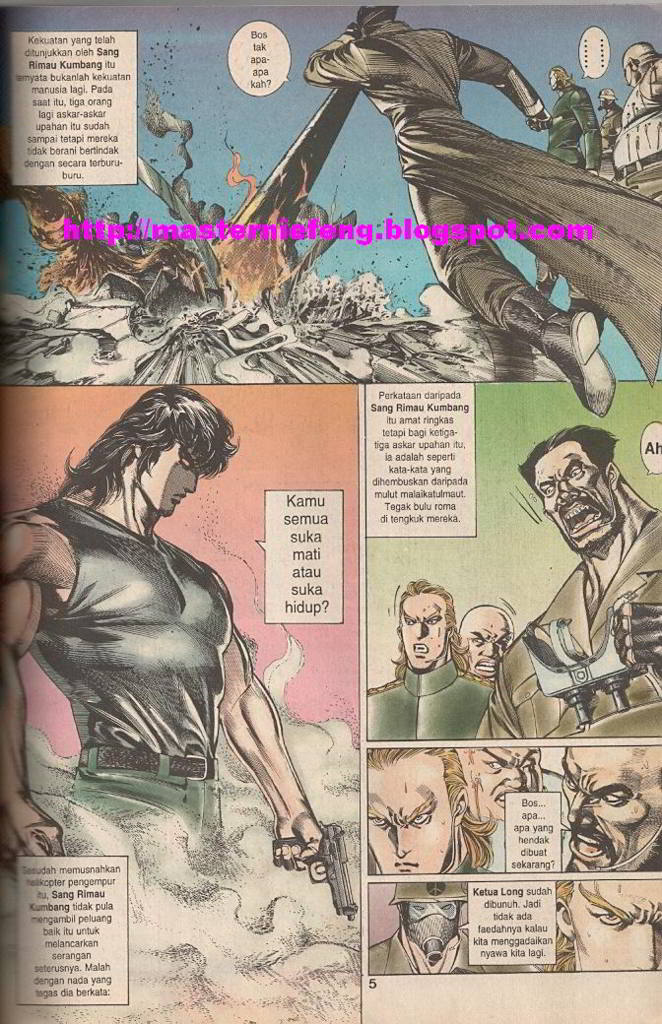 Kekuatan yang telah
ditunjukkan oleh Sang
Rimau Kumbang itu
ternyata bukanlah kekuatan
manusia lagi. Pada
saat itu, tiga orang
lagi askar-askar
upahan itu sudah
sampai tetapi mereka
tidak berani bertindak
dengan secara terburu-
buru.
Bos
tak
apa-
apa
kah?
http://masterniefeng.blogspot.com
Kamu
semua
suka
mati
atau
suka
hidup?
Sesudah memusnahkan
helikopter pengempur
itu, Sang Rimau
Kumbang tidak pula
mengambil peluang
baik itu untuk
melancarkan
serangan
seterusnya. Malah
dengan nada yang
tegas dia berkata:
Perkataan daripada
Sang Rimau Kumbang
itu amat ringkas
tetapi bagi ketiga-
tiga askar upahan itu,
ia adalah seperti
kata-kata yang
dihembuskan daripada
mulut malaikatulmaut.
Tegak bulu roma
di tengkuk mereka.
Ah
Bos...
apa...
apa yang
hendak
dibuat
sekarang?
Ketua Long sudah
dibunuh. Jadi
tidak ada
faedahnya kalau
kita menggadaikan
nyawa kita lagi.
5